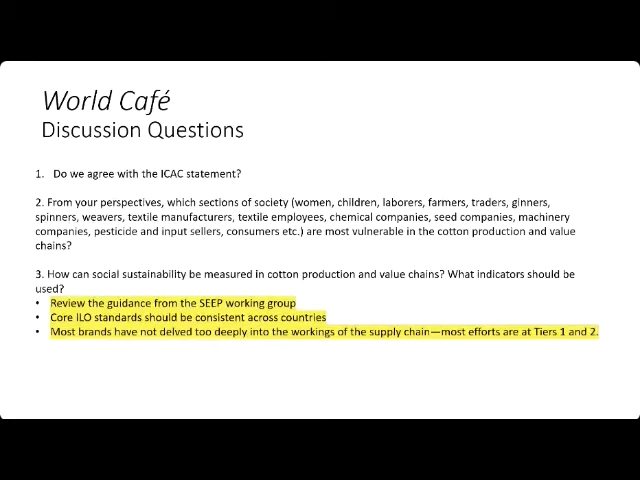 World Café
Discussion Questions
1. Do we agree with the ICAC statement?
2. From your perspectives, which sections of society (women, children, laborers, farmers, traders, ginners,
spinners, weavers, textile manufacturers, textile employees, chemical companies, seed companies, machinery
companies, pesticide and input sellers, consumers etc.) are most vulnerable in the cotton production and value
chains?
3. How can social sustainability be measured in cotton production and value chains? What indicators should be
used?
• Review the guidance from the SEEP working group
• Core ILO standards should be consistent across countries
• Most brands have not delved too deeply into the workings of the supply chain—most efforts are at Tiers 1 and 2.